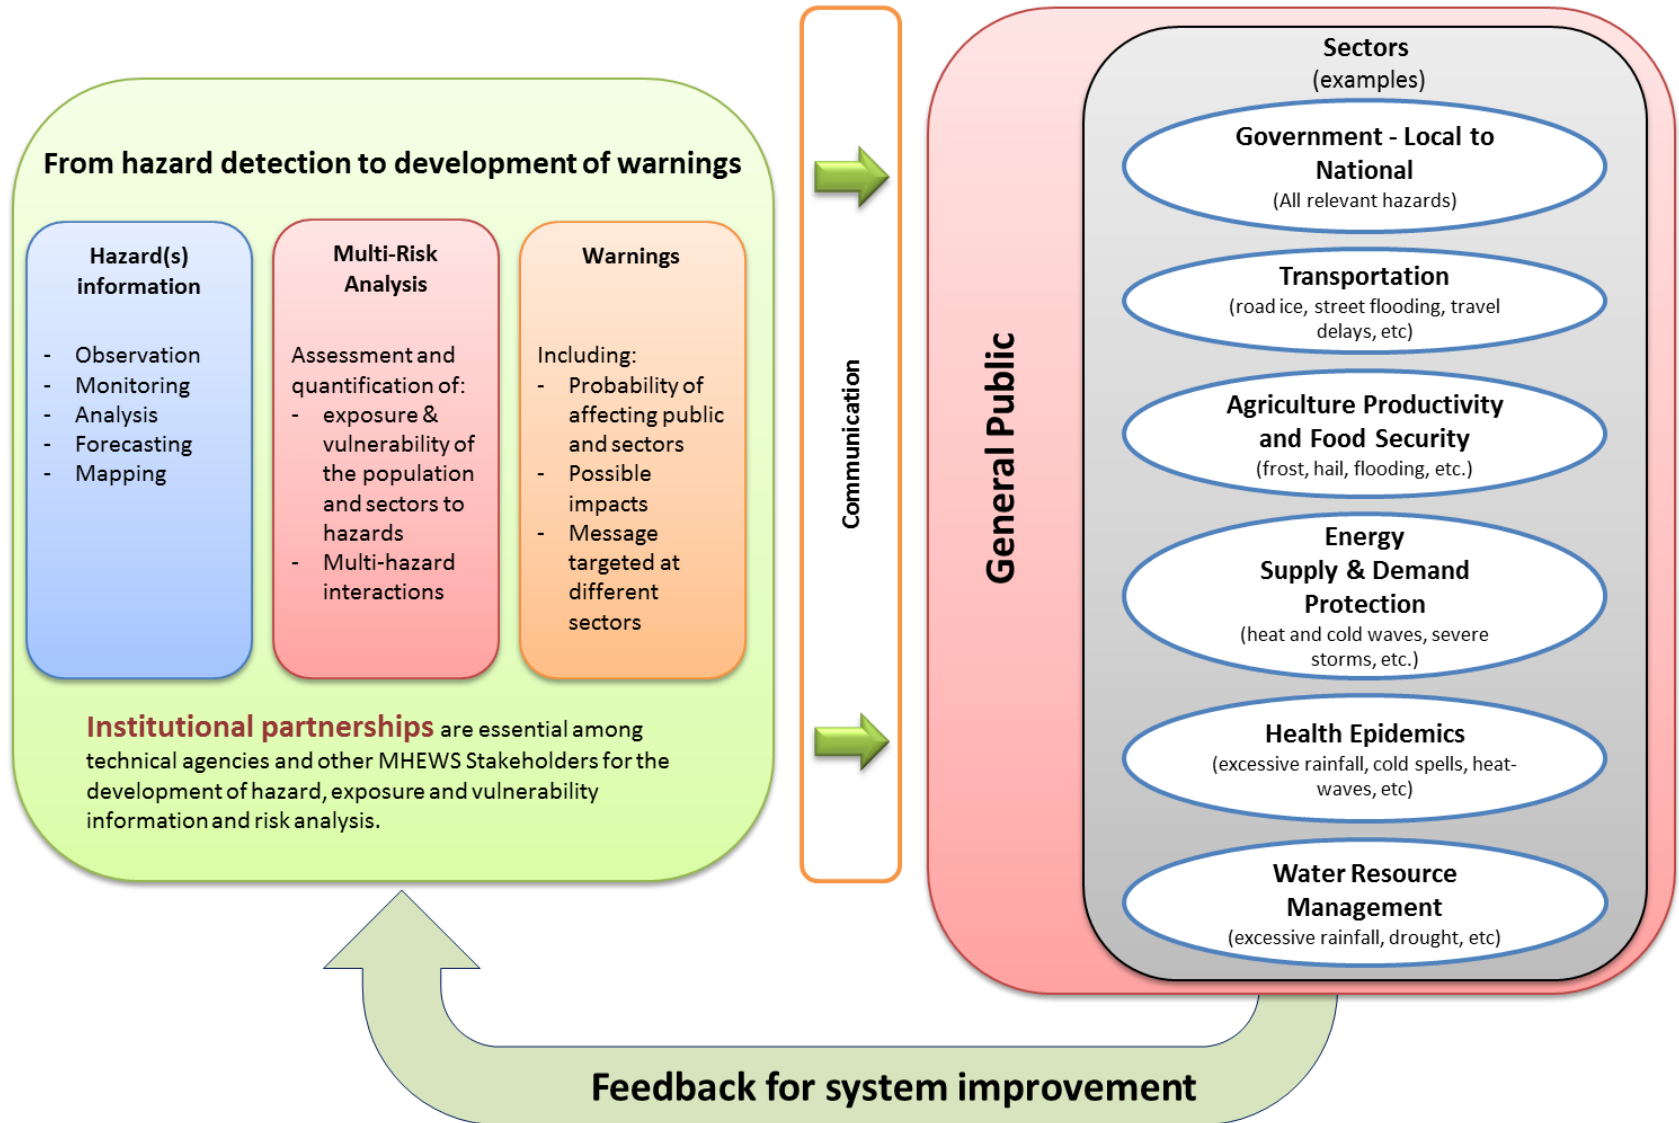 From hazard detection to development of warnings
Hazard(s)
information
- Observation
- Monitoring
- Analysis
- Forecasting
- Mapping
Multi-Risk
Analysis
Assessment and
quantification of:
- exposure &
vulnerability of
the population
and sectors to
hazards
- Multi-hazard
interactions
Warnings
Including:
- Probability of
affecting public
and sectors
- Possible
impacts
- Message
targeted at
different
sectors
Institutional partnerships are essential among
technical agencies and other MHEWS Stakeholders for the
development of hazard, exposure and vulnerability
information and risk analysis.
Communication
General Public
Sectors
(examples)
Government - Local to
National
(All relevant hazards)
Transportation
(road ice, street flooding, travel
delays, etc)
Agriculture Productivity
and Food Security
(frost, hail, flooding, etc.)
Energy
Supply & Demand
Protection
(heat and cold waves, severe
storms, etc.)
Health Epidemics
(excessive rainfall, cold spells, heat-
waves, etc)
Water Resource
Management
(excessive rainfall, drought, etc)
Feedback for system improvement